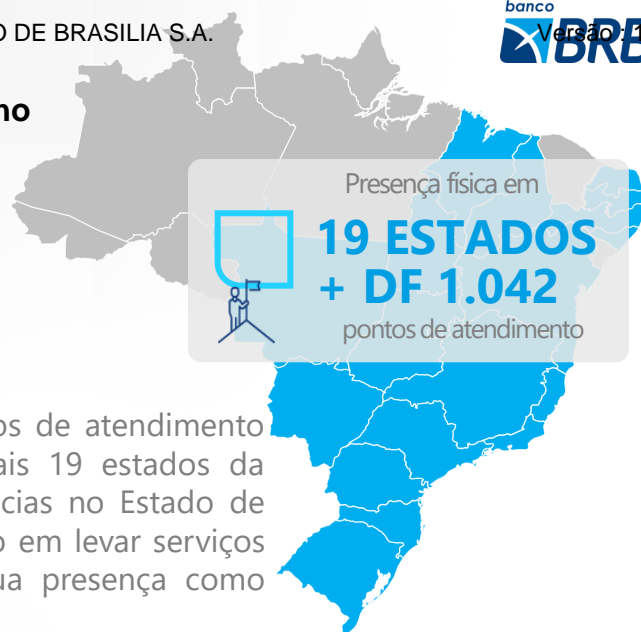 banco
BRB
O DE BRASILIA S.A.
Versão : 1
no
Presença física em
19 ESTADOS
+ DF 1.042
pontos de atendimento
os de atendimento
ais 19 estados da
cias no Estado de
o em levar serviços
ua presença como